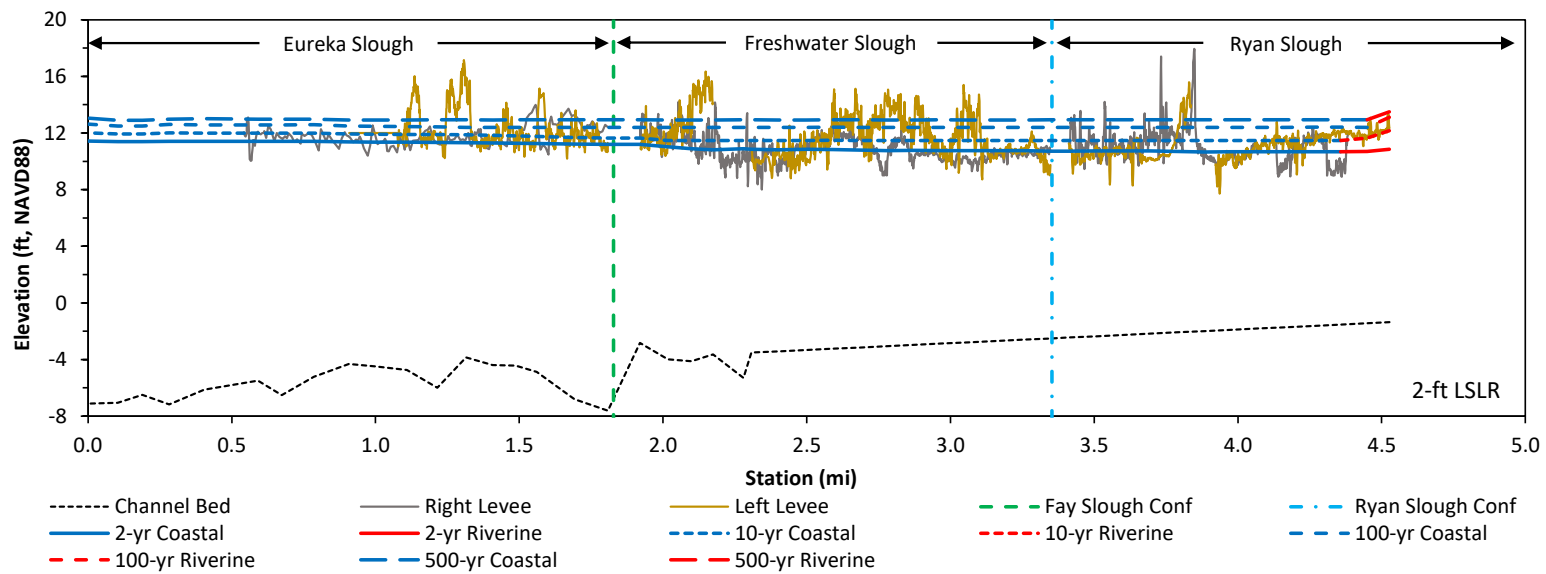 Eureka Slough Freshwater Slough Ryan Slough
20
16
12
8
4
0
-4
-8
Elevation (ft, NAVD88)
2-ft LSLR
0.0 0.5 1.0 1.5 2.0 2.5 3.0 3.5 4.0 4.5 5.0
Station (mi)
Channel Bed Right Levee Left Levee Fay Slough Conf Ryan Slough Conf
2-yr Coastal 2-yr Riverine 10-yr Coastal 10-yr Riverine 100-yr Coastal
100-yr Riverine 500-yr Coastal 500-yr Riverine